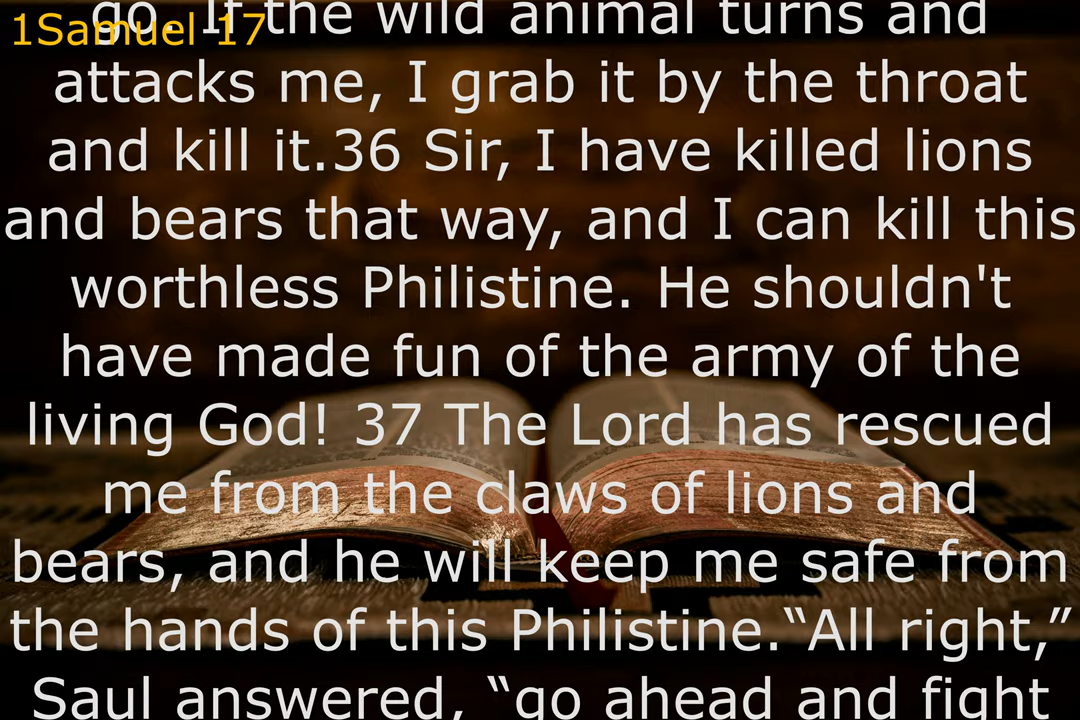 1Samuel 17
go. If the wild animal turns and
attacks me, I grab it by the throat
and kill it.36 Sir, I have killed lions
and bears that way, and I can kill this
worthless Philistine. He shouldn't
have made fun of the army of the
living God! 37 The Lord has rescued
me from the claws of lions and
bears, and he will keep me safe from
the hands of this Philistine.“All right,”
Saul answered, “go ahead and fight